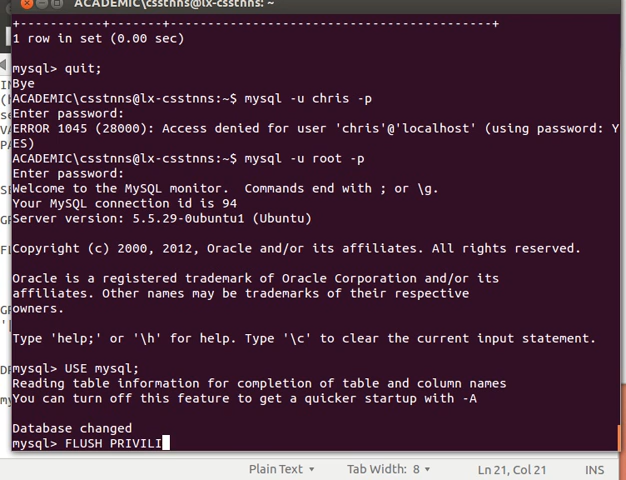 ACADEMIC\csstnns@lx-csstnns: ~
+-----------+-------+-------------------------------------------+
1 row in set (0.00 sec)
mysql> quit;
Bye
ACADEMIC\csstnns@lx-csstnns:~$ mysql -u chris -p
Enter password:
ERROR 1045 (28000): Access denied for user 'chris'@'localhost' (using password: Y
ES)
ACADEMIC\csstnns@lx-csstnns:~$ mysql -u root -p
Enter password:
Welcome to the MySQL monitor.  Commands end with ; or \g.
Your MySQL connection id is 94
Server version: 5.5.29-0ubuntu1 (Ubuntu)
Copyright (c) 2000, 2012, Oracle and/or its affiliates. All rights reserved.
Oracle is a registered trademark of Oracle Corporation and/or its
affiliates. Other names may be trademarks of their respective
owners.
Type 'help;' or '\h' for help. Type '\c' to clear the current input statement.
mysql> USE mysql;
Reading table information for completion of table and column names
You can turn off this feature to get a quicker startup with -A
Database changed
mysql> FLUSH PRIVILI
Plain Text Tab Width: 8 Ln 21, Col 21 INS